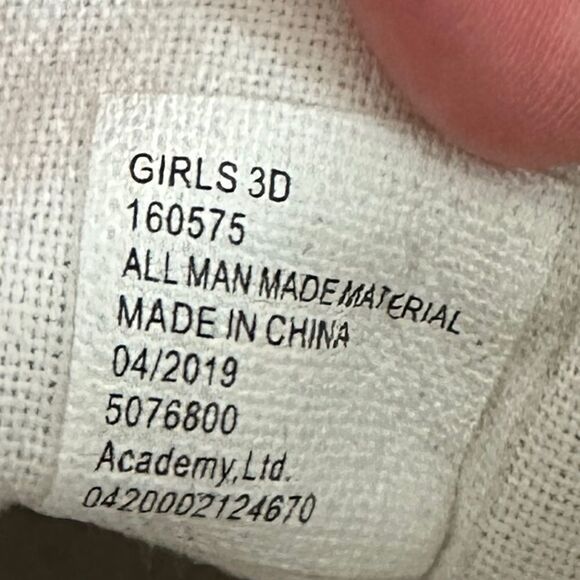 GIRLS 3D
160575
ALL MAN MADE MATERIAL
MADE IN CHINA
04/2019
5076800
Academy,Ltd.
0420002124670